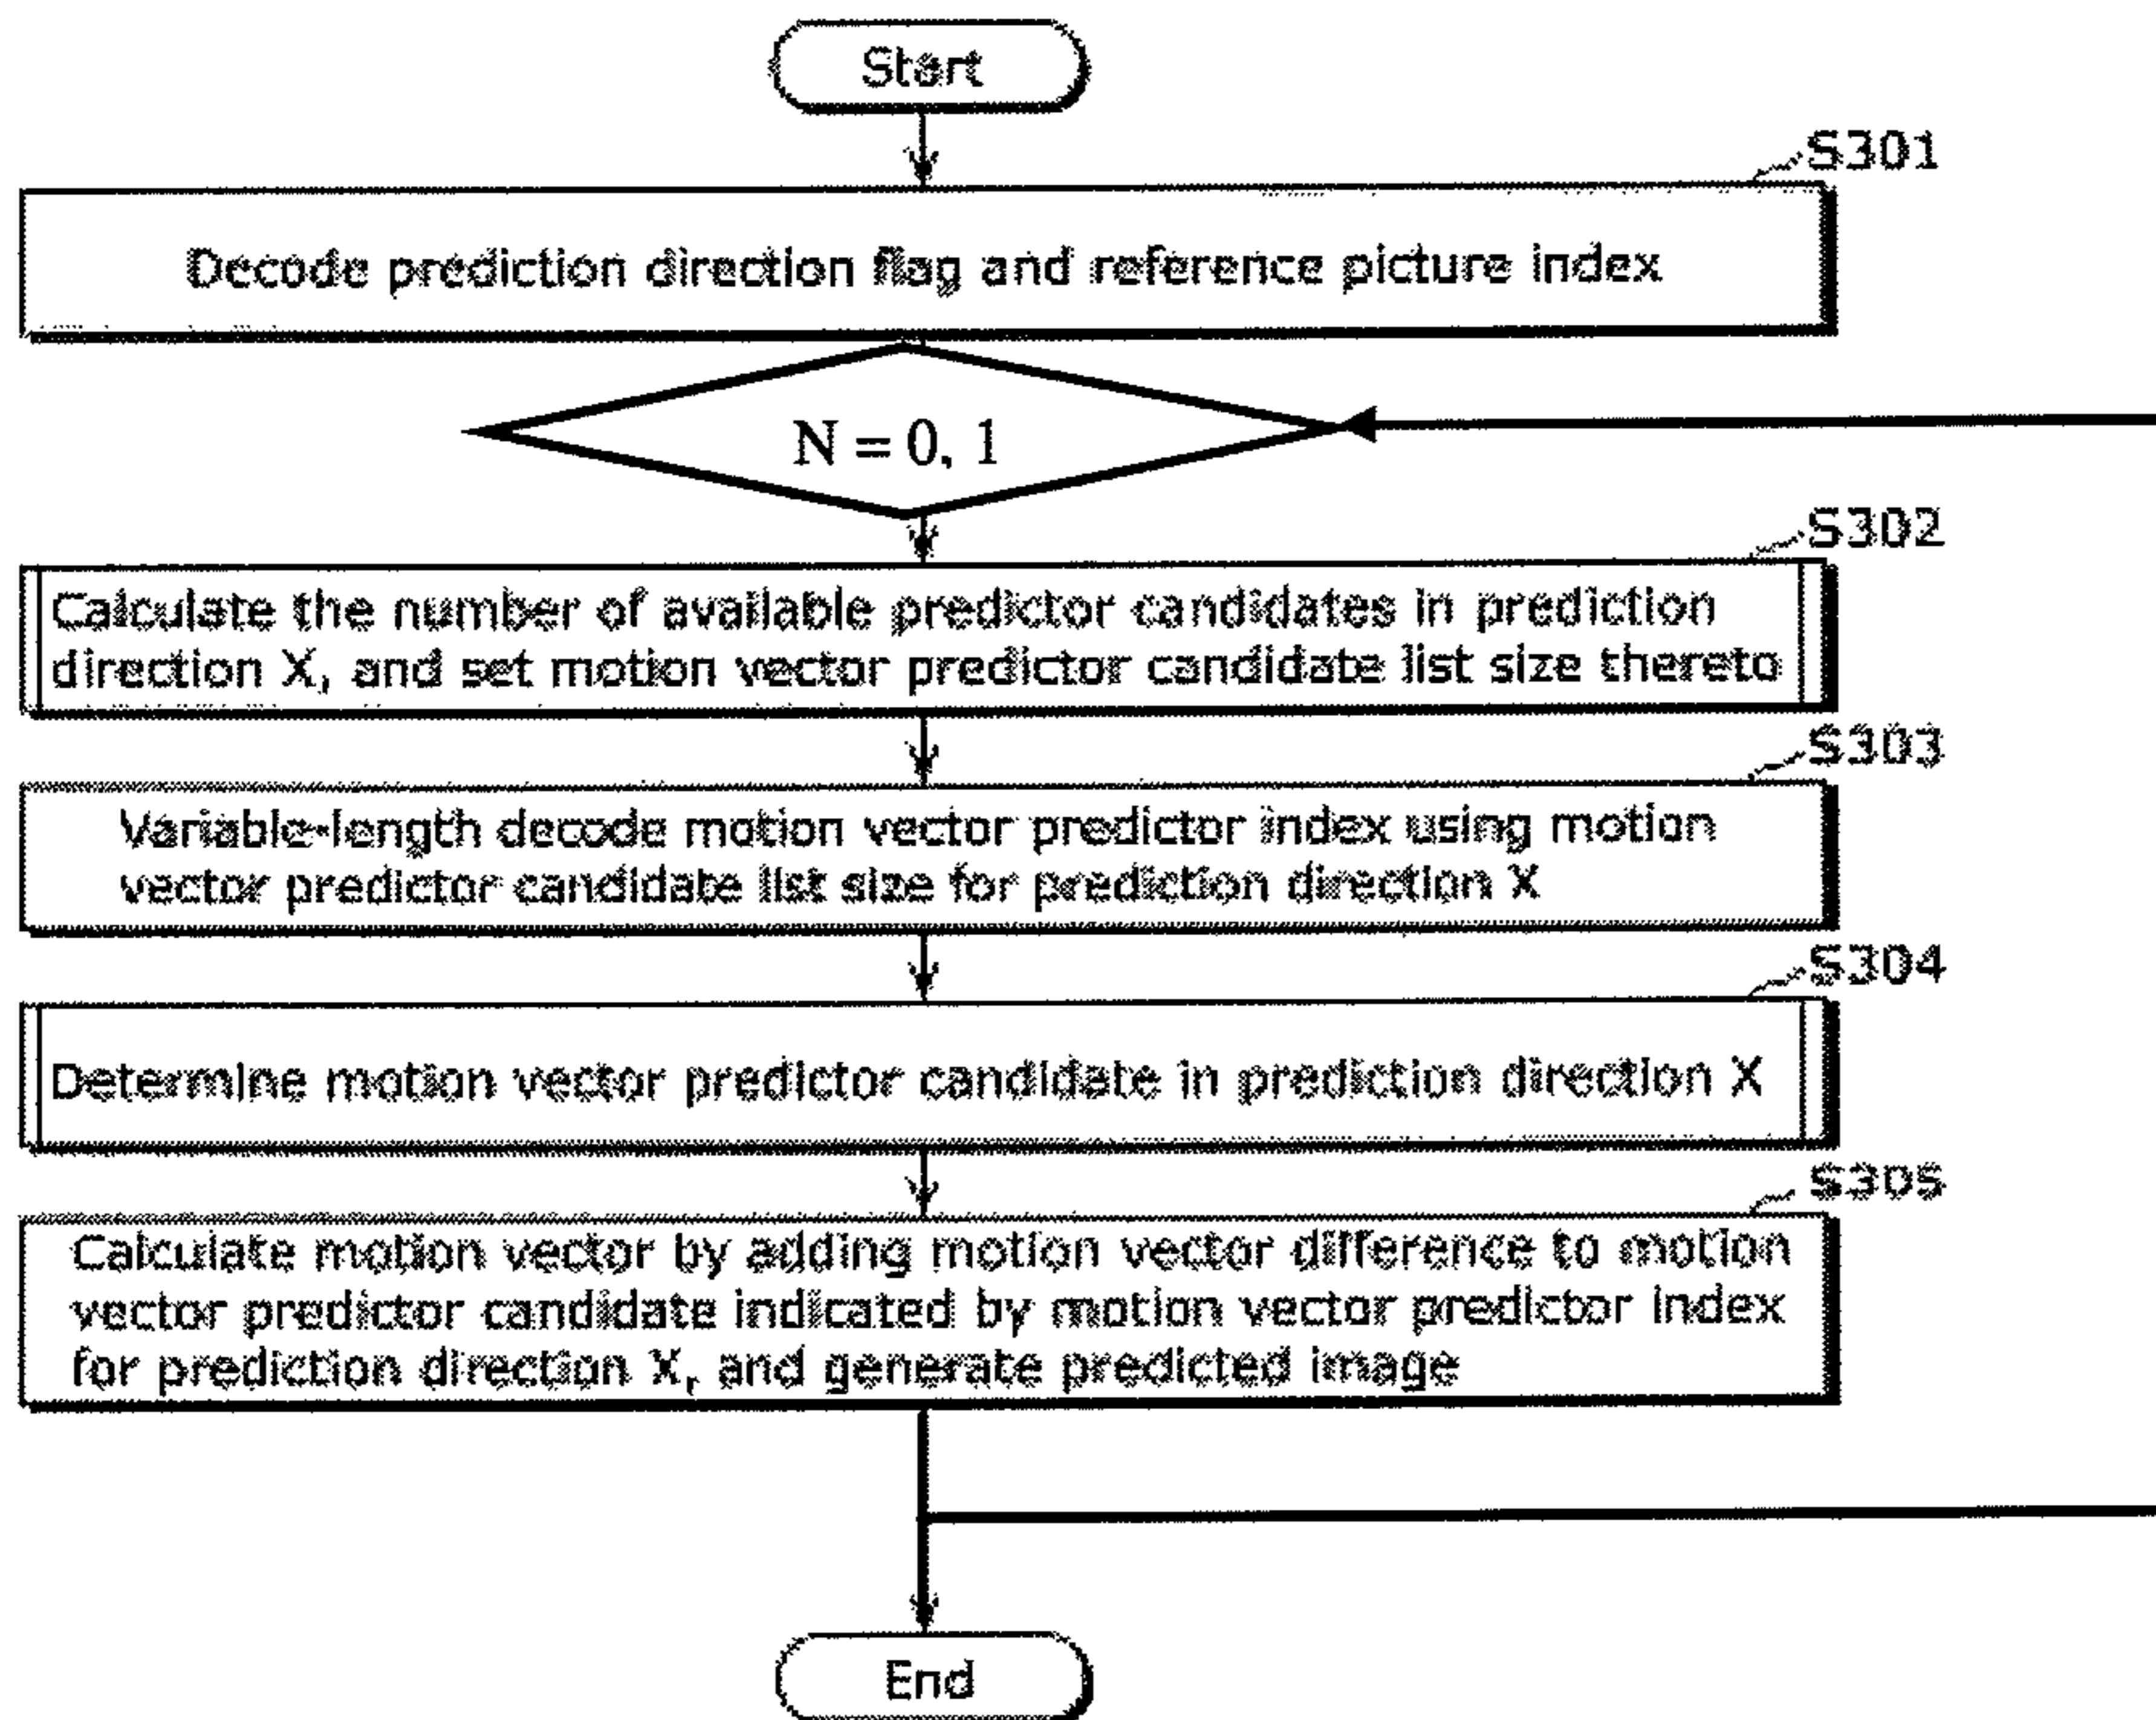 Start
S301
Decode prediction direction flag and reference picture index
N = 0, 1
S302
Calculate the number of available predictor candidates in prediction
direction X, and set motion vector predictor candidate list size thereto
S303
Variable-length decode motion vector predictor index using motion
vector predictor candidate list size for prediction direction X
S304
Determine motion vector predictor candidate in prediction direction X
S305
Calculate motion vector by adding motion vector difference to motion
vector predictor candidate indicated by motion vector predictor index
for prediction direction X, and generate predicted image
End